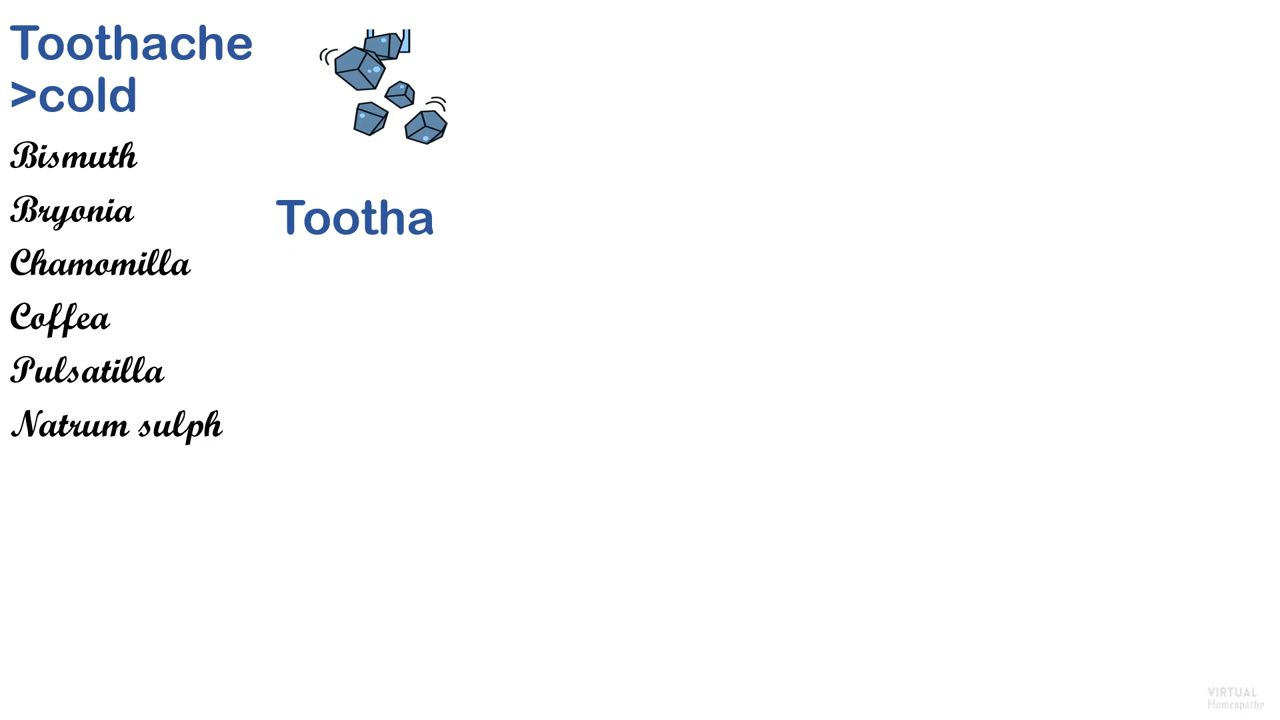 Toothache
>cold
Bismuth
Bryonia
Tootha
Chamomilla
Coffea
Pulsatilla
Natrum sulph
VIRTUAL
Homeopathy